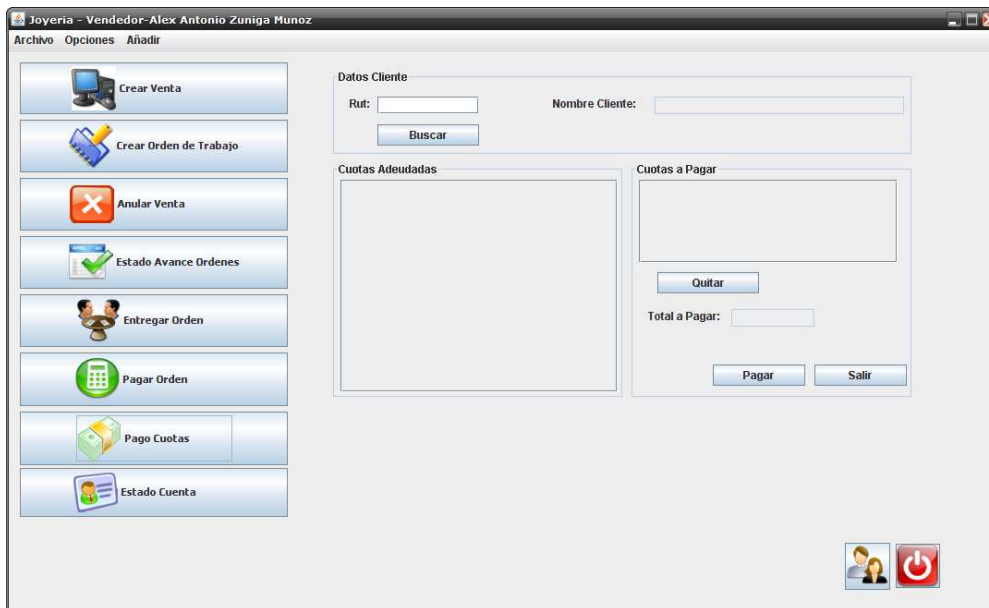 Joyeria - Vendedor-Alex Antonio Zuniga Munoz
Archivo Opciones Añadir
Crear Venta
Crear Orden de Trabajo
Anular Venta
Estado Avance Ordenes
Entregar Orden
Pagar Orden
Pago Cuotas
Estado Cuenta
Datos Cliente
Rut: Nombre Cliente:
Buscar
Cuotas Adeudadas
Cuotas a Pagar
Quitar
Total a Pagar:
Pagar Salir